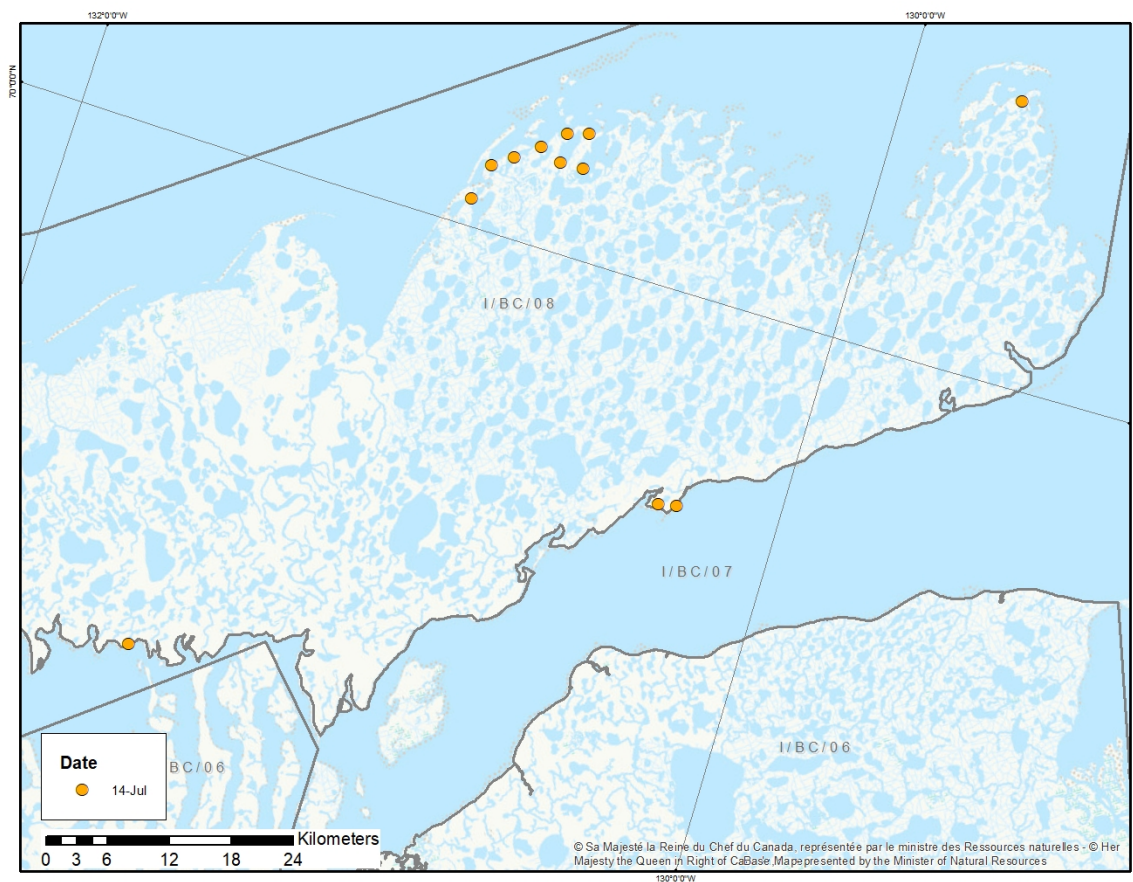 132°0'0"W
130°0'0"W
70°0'0"N
I/BC/08
I/BC/07
I/BC/06
BC/06
Date
14-Jul
Kilometers
0 3 6 12 18 24
© Sa Majesté la Reine du Chef du Canada, représentée par le ministre des Ressources naturelles - © Her
Majesty the Queen in Right of CaBase,Mapepresented by the Minister of Natural Resources
130°0'0"W